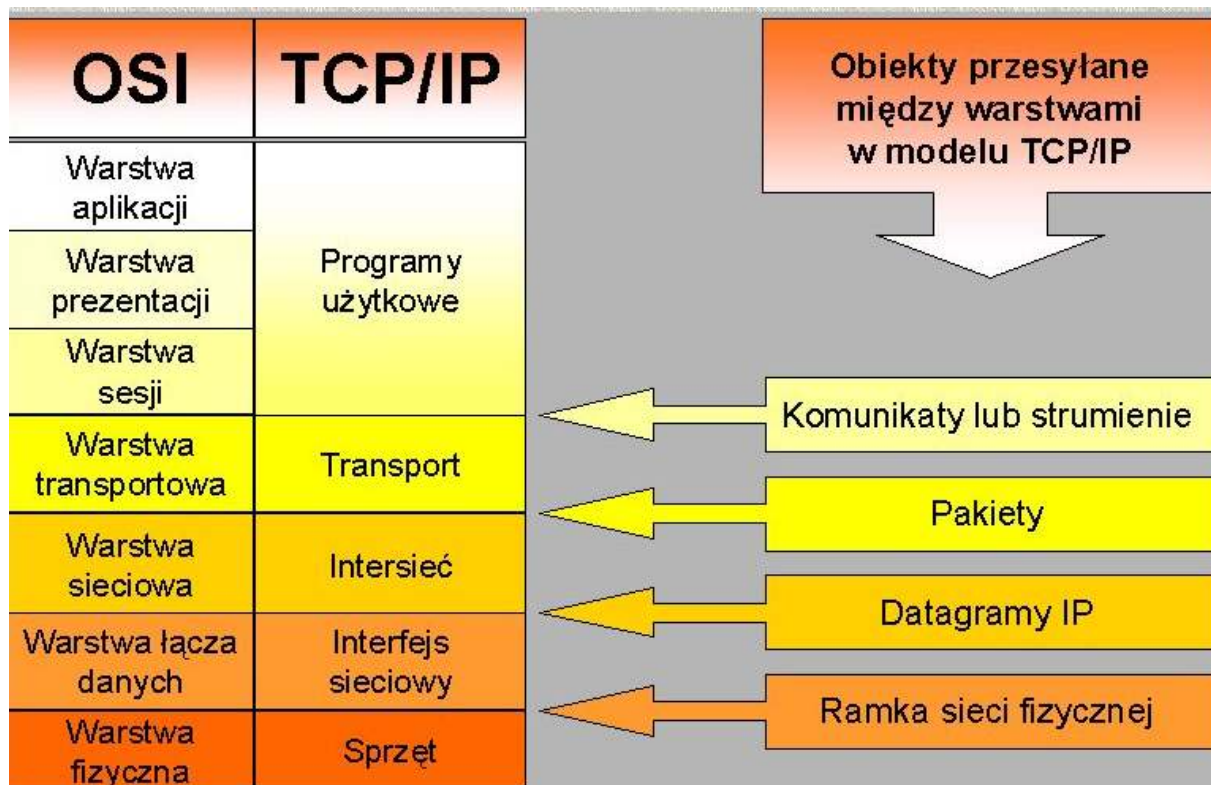 OSI
TCP/IP
Obiekty przesyłane
między warstwami
w modelu TCP/IP
Warstwa
aplikacji
Warstwa
prezentacji
Programy
użytkowe
Warstwa
sesji
Komunikaty lub strumienie
Warstwa
transportowa
Transport
Pakiety
Warstwa
sieciowa
Intersieć
Datagramy IP
Warstwa łącza
danych
Interfejs
sieciowy
Ramka sieci fizycznej
Warstwa
fizyczna
Sprzęt